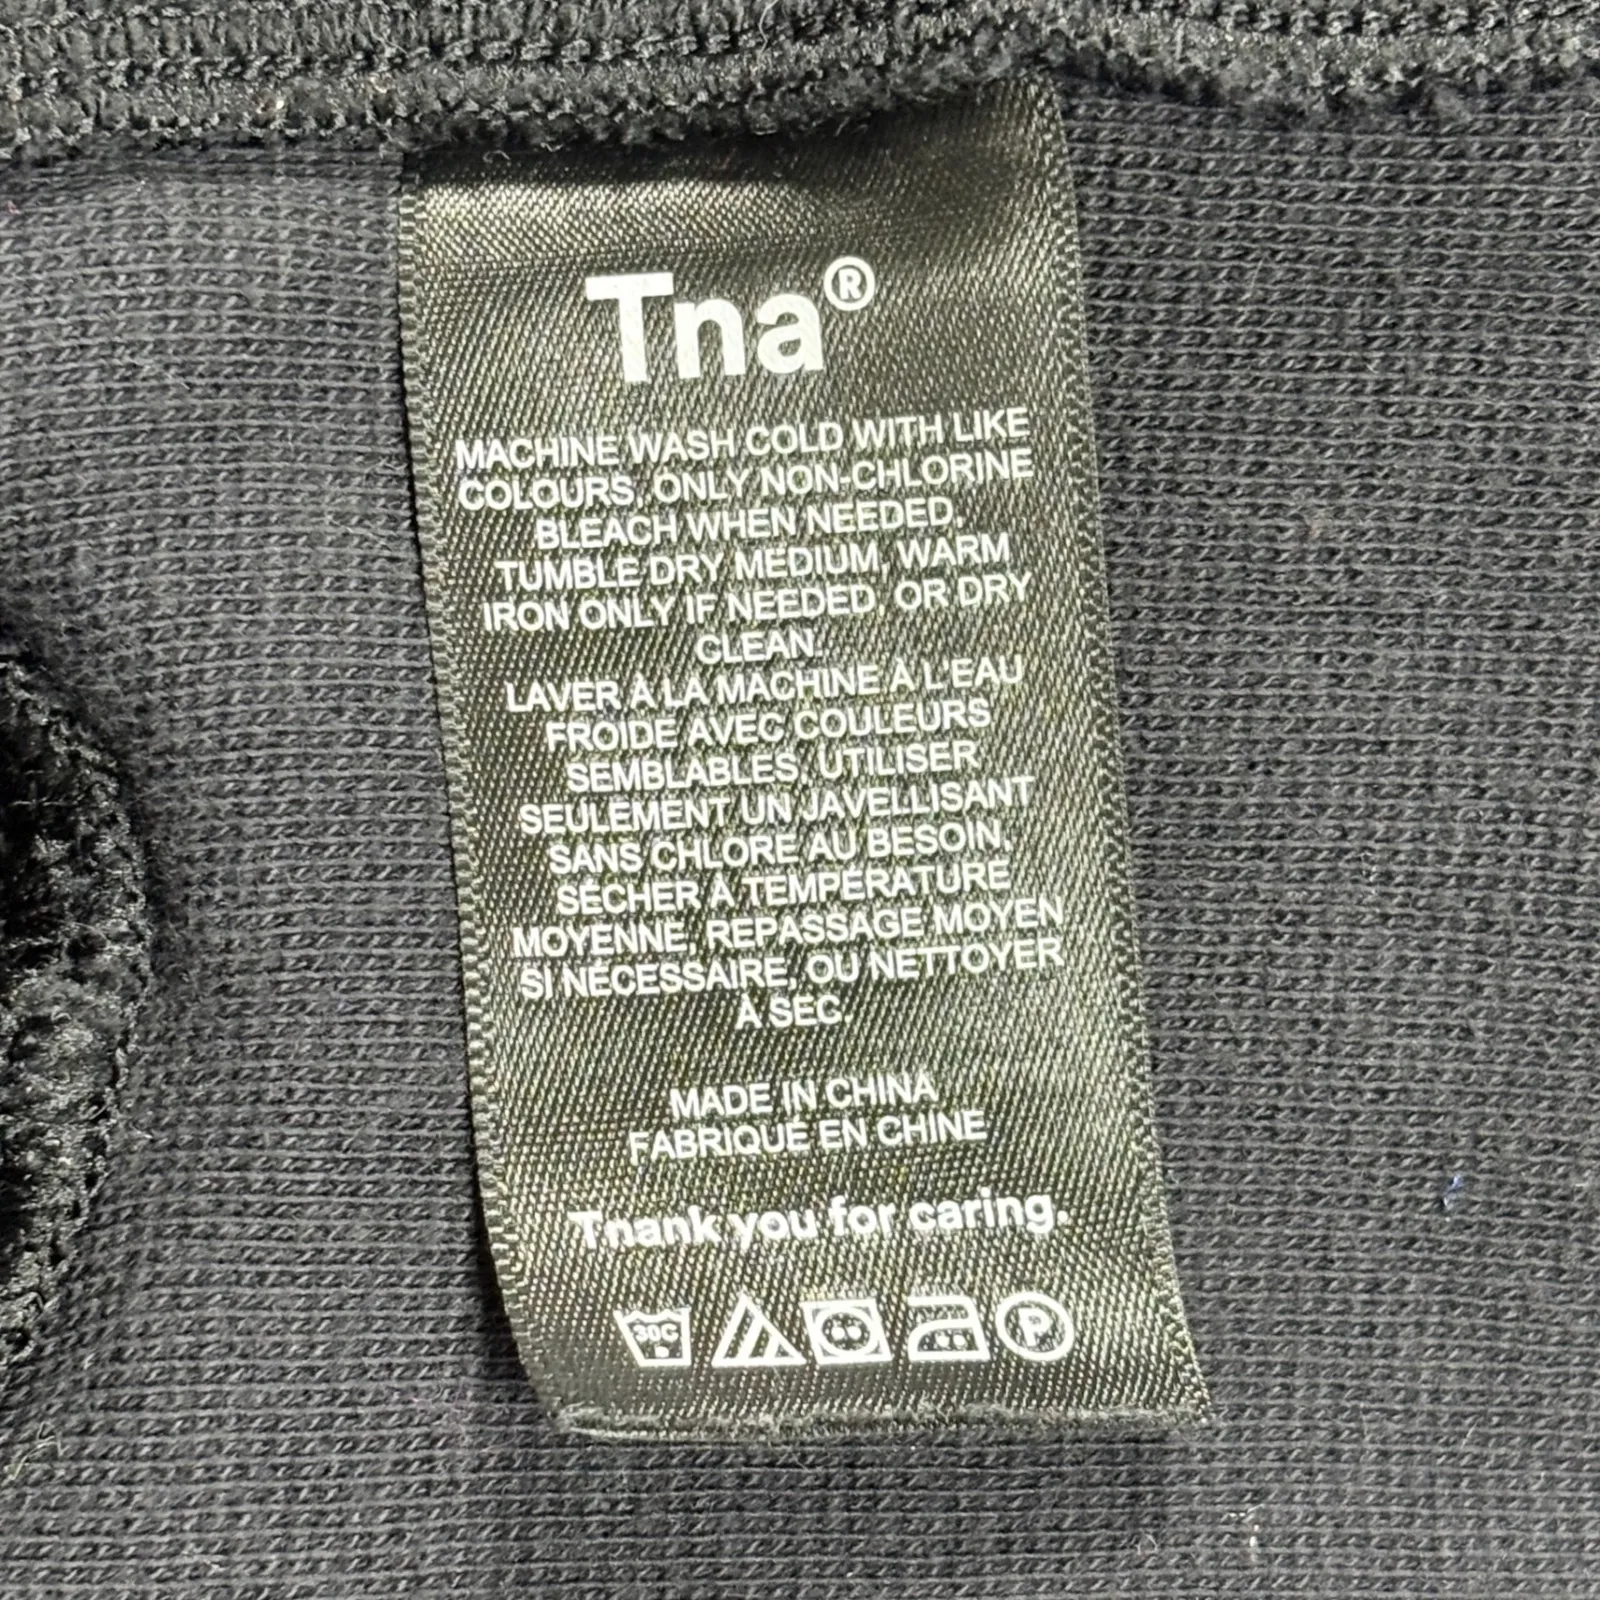 Tna®
MACHINE WASH COLD WITH LIKE
COLOURS, ONLY NON-CHLORINE
BLEACH WHEN NEEDED,
TUMBLE DRY MEDIUM, WARM
IRON ONLY IF NEEDED, OR DRY
CLEAN.
LAVER À LA MACHINE À L'EAU
FROIDE AVEC COULEURS
SEMBLABLES, UTILISER
SEULEMENT UN JAVELLISANT
SANS CHLORE AU BESOIN,
SÉCHER À TEMPÉRATURE
MOYENNE, REPASSAGE MOYEN
SI NÉCESSAIRE, OU NETTOYER
À SEC.
MADE IN CHINA
FABRIQUE EN CHINE
Tnank you for caring.
30C P